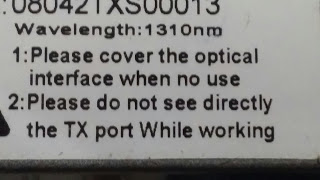 :080421XS00013
Wavelength:1310nm
1:Please cover the optical
interface when no use
2:Please do not see directly
the TX port While working